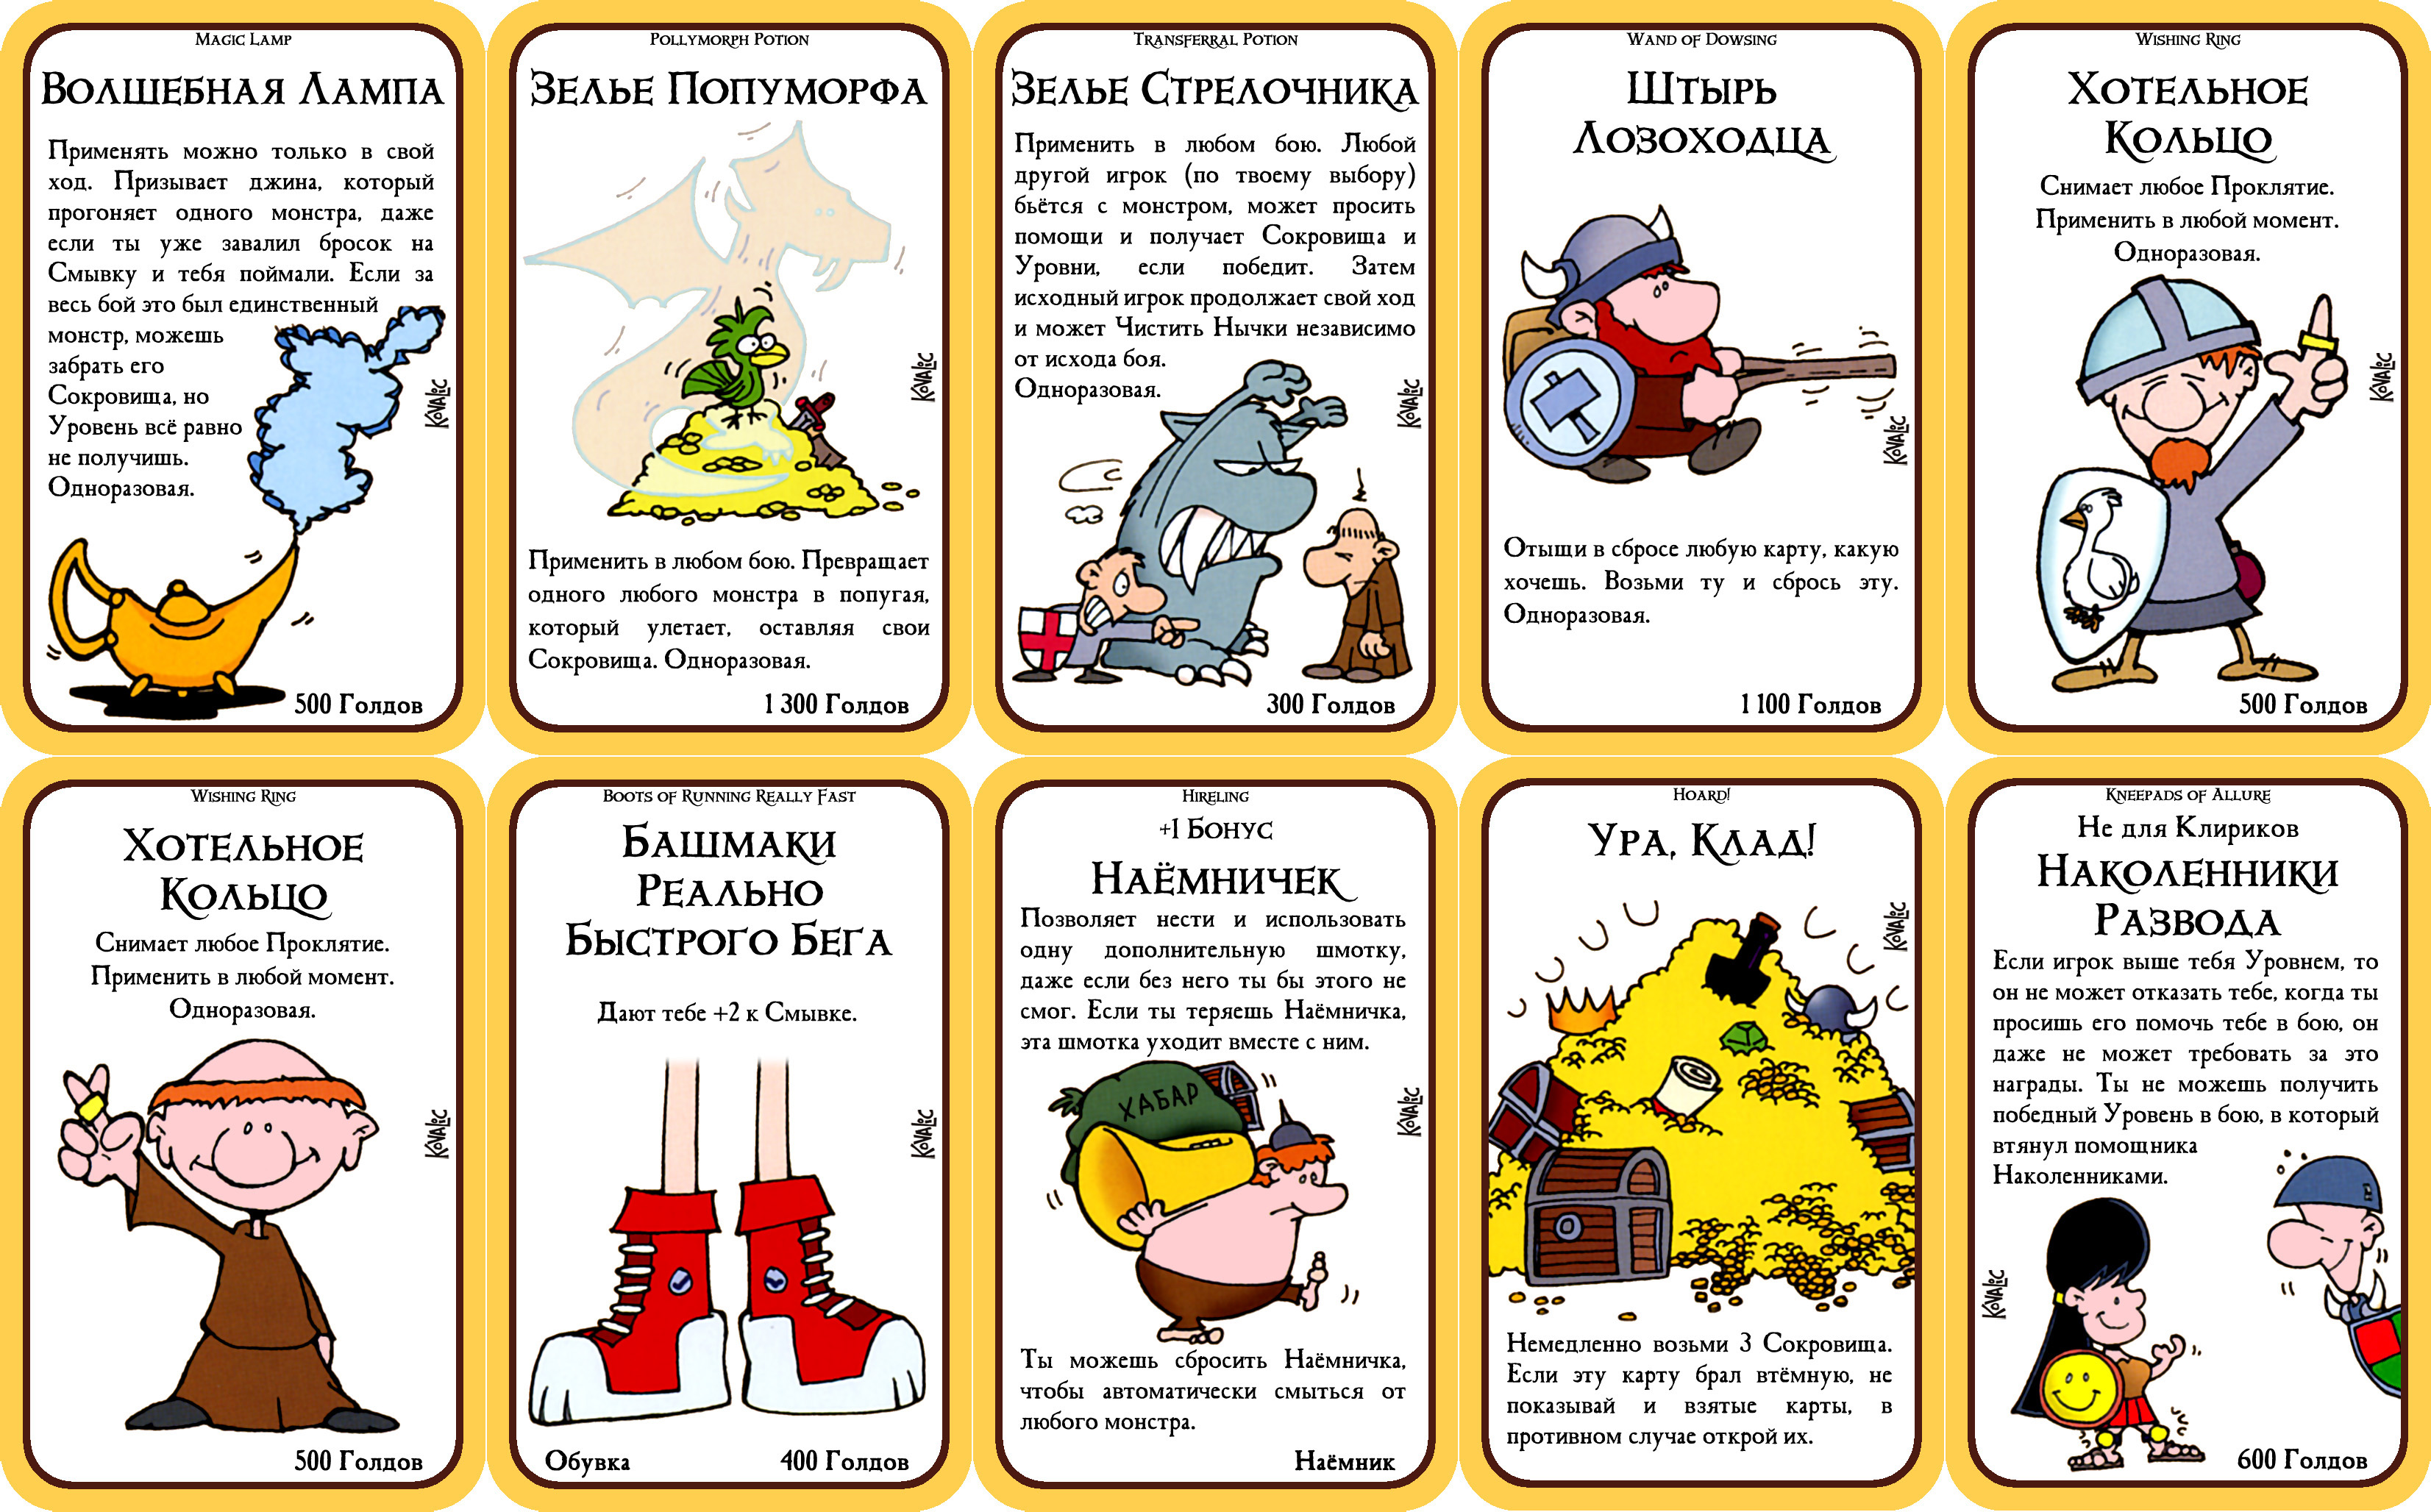 Magic Lamp
Волшебная Лампа
Применять можно только в свой
ход. Призывает джина, который
прогоняет одного монстра, даже
если ты уже завалил бросок на
Смывку и тебя поймали. Если за
весь бой это был единственный
монстр, можешь
забрать его
Сокровища, но
Уровень всё равно
не получишь.
Одноразовая.
Kovalic
500 Голдов
Pollymorph Potion
Зелье Попуморфа
Kovalic
Применить в любом бою. Превращает
одного любого монстра в попугая,
который улетает, оставляя свои
Сокровища. Одноразовая.
1 300 Голдов
Transferral Potion
Зелье Стрелочника
Применить в любом бою. Любой
другой игрок (по твоему выбору)
бьётся с монстром, может просить
помощи и получает Сокровища и
Уровни, если победит. Затем
исходный игрок продолжает свой ход
и может Чистить Нычки независимо
от исхода боя.
Одноразовая.
Kovalic
300 Голдов
Wand of Dowsing
Штырь
Лозоходца
Kovalic
Отыщи в сбросе любую карту, какую
хочешь. Возьми ту и сбрось эту.
Одноразовая.
1 100 Голдов
Wishing Ring
Хотельное
Кольцо
Снимает любое Проклятие.
Применить в любой момент.
Одноразовая.
Kovalic
500 Голдов
Wishing Ring
Хотельное
Кольцо
Снимает любое Проклятие.
Применить в любой момент.
Одноразовая.
Kovalic
500 Голдов
Boots of Running Really Fast
Башмаки
Реально
Быстрого Бега
Дают тебе +2 к Смывке.
Kovalic
Обувка
400 Голдов
Hireling
+1 Бонус
Наёмничек
Позволяет нести и использовать
одну дополнительную шмотку,
даже если без него ты бы этого не
смог. Если ты теряешь Наёмничка,
эта шмотка уходит вместе с ним.
ХАБАР
Kovalic
Ты можешь сбросить Наёмничка,
чтобы автоматически смыться от
любого монстра.
Наёмник
Hoard!
Ура, Клад!
Kovalic
Немедленно возьми 3 Сокровища.
Если эту карту брал втёмную, не
показывай и взятые карты, в
противном случае открой их.
Kneepads of Allure
Не для Клириков
Наколенники
Развода
Если игрок выше тебя Уровнем, то
он не может отказать тебе, когда ты
просишь его помочь тебе в бою, он
даже не может требовать за это
награды. Ты не можешь получить
победный Уровень в бою, в который
втянул помощника
Наколенниками.
Kovalic
600 Голдов